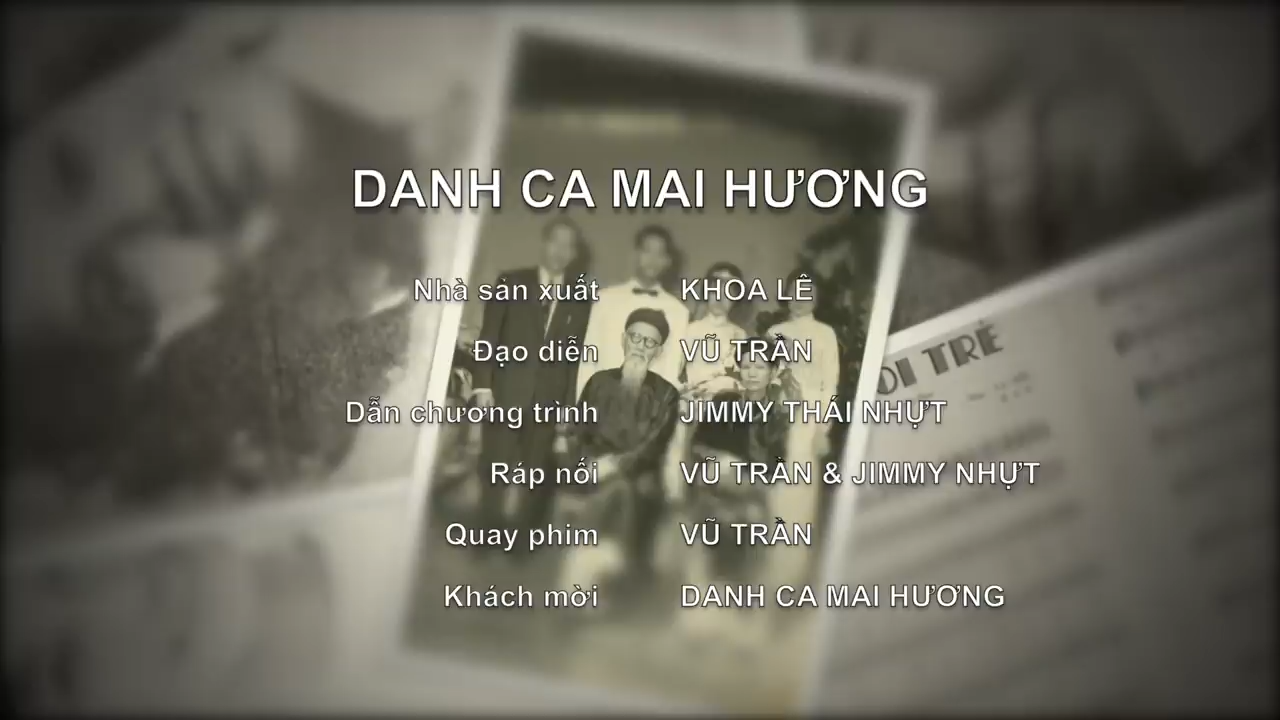 DANH CA MAI HƯƠNG
Nhà sản xuất KHOA LÊ
Đạo diễn VŨ TRẦN
Dẫn chương trình JIMMY THÁI NHỰT
Ráp nối VŨ TRẦN & JIMMY NHỰT
Quay phim VŨ TRẦN
Khách mời DANH CA MAI HƯƠNG
TRẺ